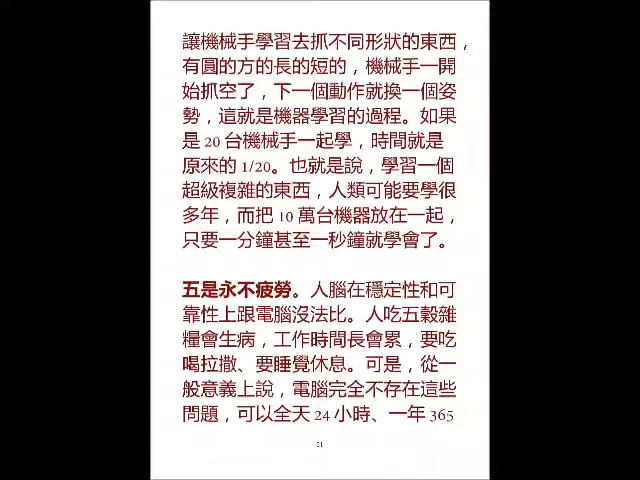 讓機械手學習去抓不同形狀的東西，
有圓的方的長的短的，機械手一開
始抓空了，下一個動作就換一個姿
勢，這就是機器學習的過程。如果
是 20 台機械手一起學，時間就是
原來的 1/20。也就是說，學習一個
超級複雜的東西，人類可能要學很
多年，而把 10 萬台機器放在一起，
只要一分鐘甚至一秒鐘就學會了。
五是永不疲勞。人腦在穩定性和可
靠性上跟電腦沒法比。人吃五穀雜
糧會生病，工作時間長會累，要吃
喝拉撒、要睡覺休息。可是，從一
般意義上說，電腦完全不存在這些
問題，可以全天 24 小時、一年 365
21